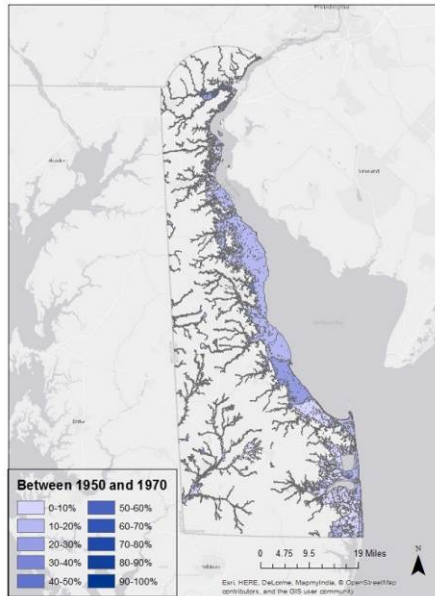 Philadelphia
Vineland
Between 1950 and 1970
0-10% 50-60%
10-20% 60-70%
20-30% 70-80%
30-40% 80-90%
40-50% 90-100%
0 4.75 9.5 19 Miles
N
Esri, HERE, DeLorme, MapmyIndia, © OpenStreetMap
contributors, and the GIS user community